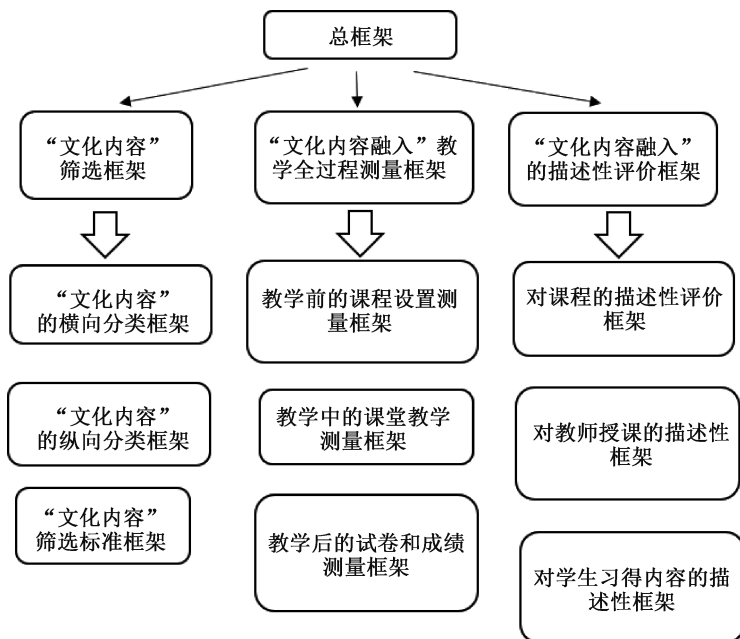 总框架
“文化内容”
筛选框架
“文化内容融入”教
学全过程测量框架
“文化内容融入”
的描述性评价框架
“文化内容”
的横向分类框架
教学前的课程设置测
量框架
对课程的描述性评价
框架
“文化内容”
的纵向分类框架
教学中的课堂教学
测量框架
对教师授课的描述性
框架
“文化内容”
筛选标准框架
教学后的试卷和成绩
测量框架
对学生习得内容的描
述性框架